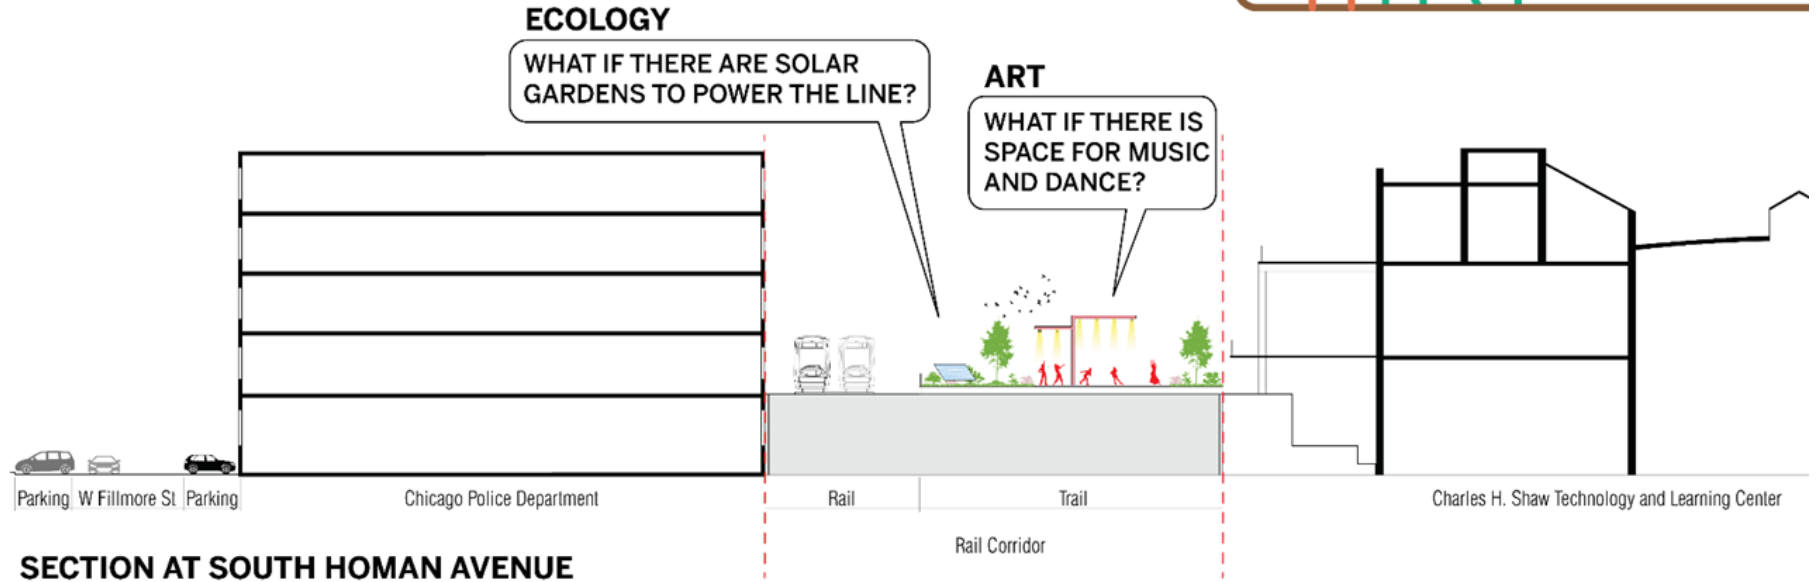 ECOLOGY
WHAT IF THERE ARE SOLAR
GARDENS TO POWER THE LINE?
ART
WHAT IF THERE IS
SPACE FOR MUSIC
AND DANCE?
Parking
W Fillmore St
Parking
Chicago Police Department
Rail
Trail
Charles H. Shaw Technology and Learning Center
Rail Corridor
SECTION AT SOUTH HOMAN AVENUE